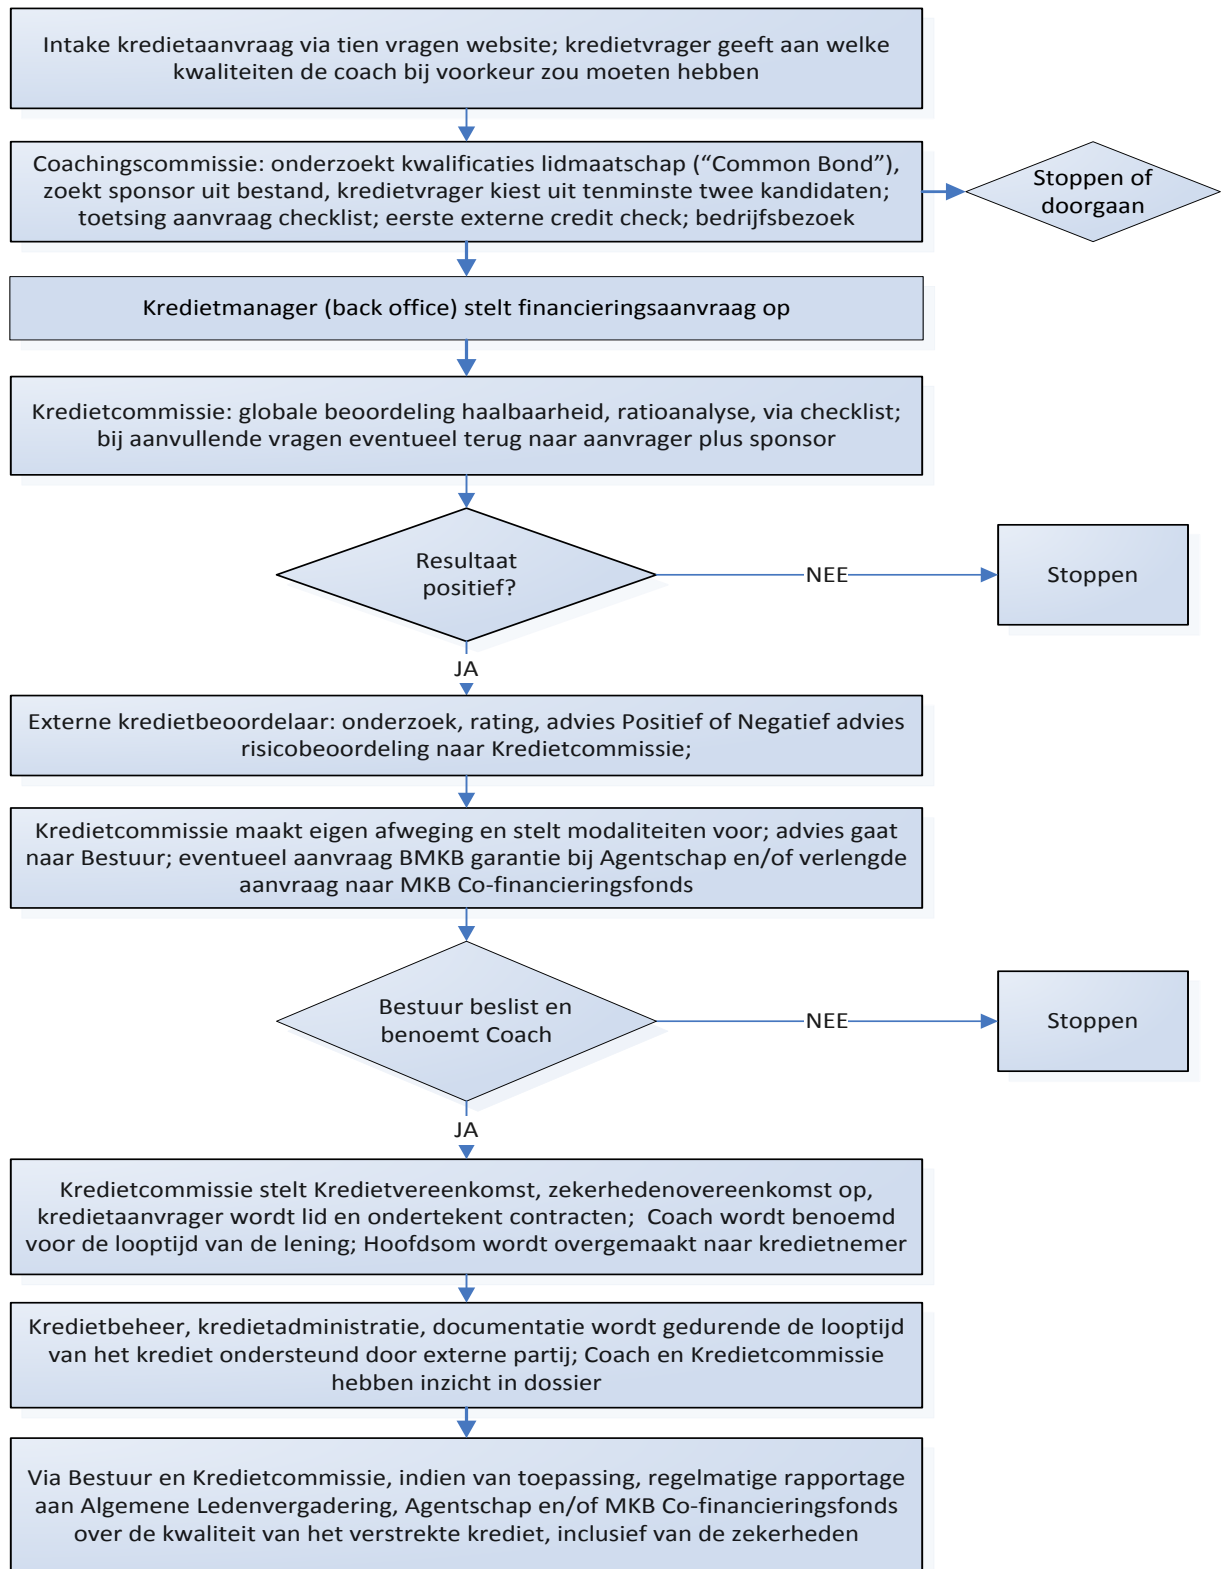 Intake kredietaanvraag via tien vragen website; kredietvrager geeft aan welke
kwaliteiten de coach bij voorkeur zou moeten hebben
Coachingscommissie: onderzoekt kwalificaties lidmaatschap (“Common Bond”),
zoekt sponsor uit bestand, kredietvrager kiest uit tenminste twee kandidaten;
toetsing aanvraag checklist; eerste externe credit check; bedrijfsbezoek
Stoppen of
doorgaan
Kredietmanager (back office) stelt financieringsaanvraag op
Kredietcommissie: globale beoordeling haalbaarheid, ratioanalyse, via checklist;
bij aanvullende vragen eventueel terug naar aanvrager plus sponsor
Resultaat
positief?
NEE
Stoppen
JA
Externe kredietbeoordelaar: onderzoek, rating, advies Positief of Negatief advies
risicobeoordeling naar Kredietcommissie;
Kredietcommissie maakt eigen afweging en stelt modaliteiten voor; advies gaat
naar Bestuur; eventueel aanvraag BMKB garantie bij Agentschap en/of verlengde
aanvraag naar MKB Co-financieringsfonds
Bestuur beslist en
benoemt Coach
NEE
Stoppen
JA
Kredietcommissie stelt Kredietvereenkomst, zekerhedenovereenkomst op,
kredietaanvrager wordt lid en ondertekent contracten; Coach wordt benoemd
voor de looptijd van de lening; Hoofdsom wordt overgemaakt naar kredietnemer
Kredietbeheer, kredietadministratie, documentatie wordt gedurende de looptijd
van het krediet ondersteund door externe partij; Coach en Kredietcommissie
hebben inzicht in dossier
Via Bestuur en Kredietcommissie, indien van toepassing, regelmatige rapportage
aan Algemene Ledenvergadering, Agentschap en/of MKB Co-financieringsfonds
over de kwaliteit van het verstrekte krediet, inclusief van de zekerheden